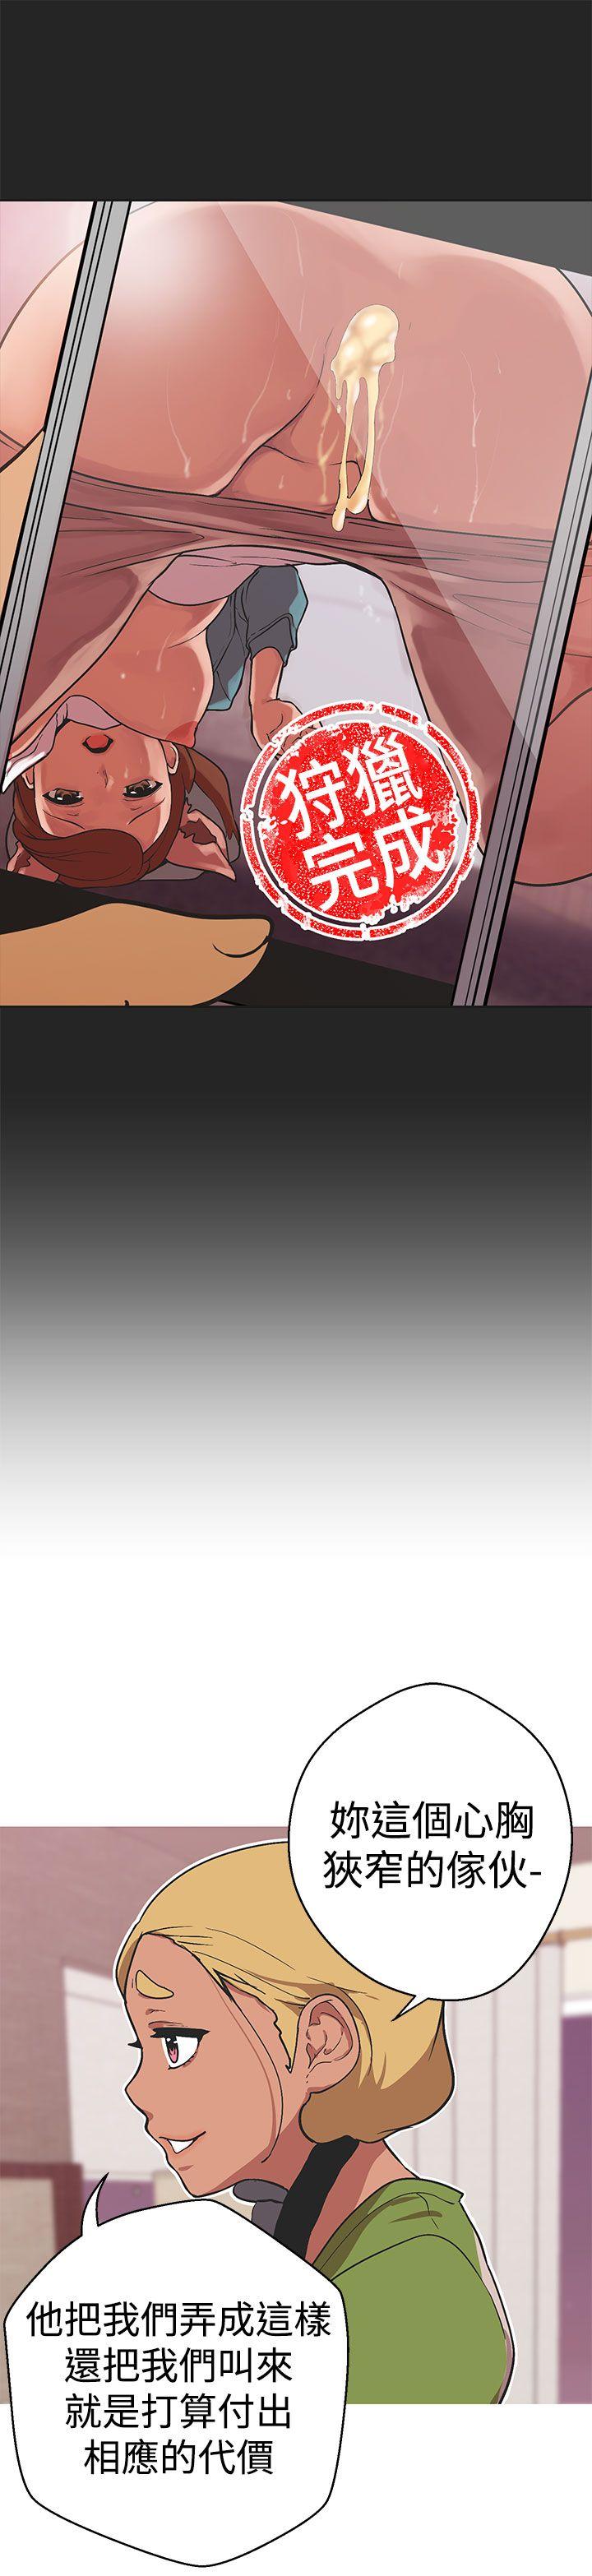 狩獵
完成
妳這個心胸
狹窄的傢伙-
他把我們弄成這樣
還把我們叫來
就是打算付出
相應的代價